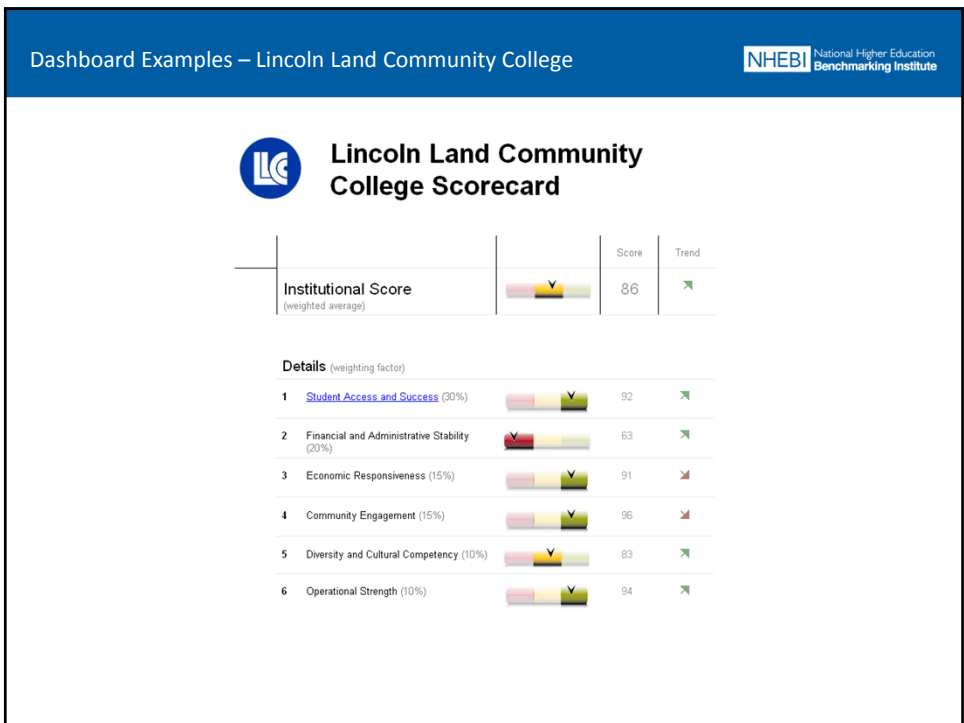 Dashboard Examples – Lincoln Land Community College
NHEBI National Higher Education
Benchmarking Institute
LLCC
Lincoln Land Community
College Scorecard
Score Trend
Institutional Score 86
(weighted average)
Details (weighting factor)
1 Student Access and Success (30%) 92
2 Financial and Administrative Stability 63
(20%)
3 Economic Responsiveness (15%) 91
4 Community Engagement (15%) 96
5 Diversity and Cultural Competency (10%) 83
6 Operational Strength (10%) 94